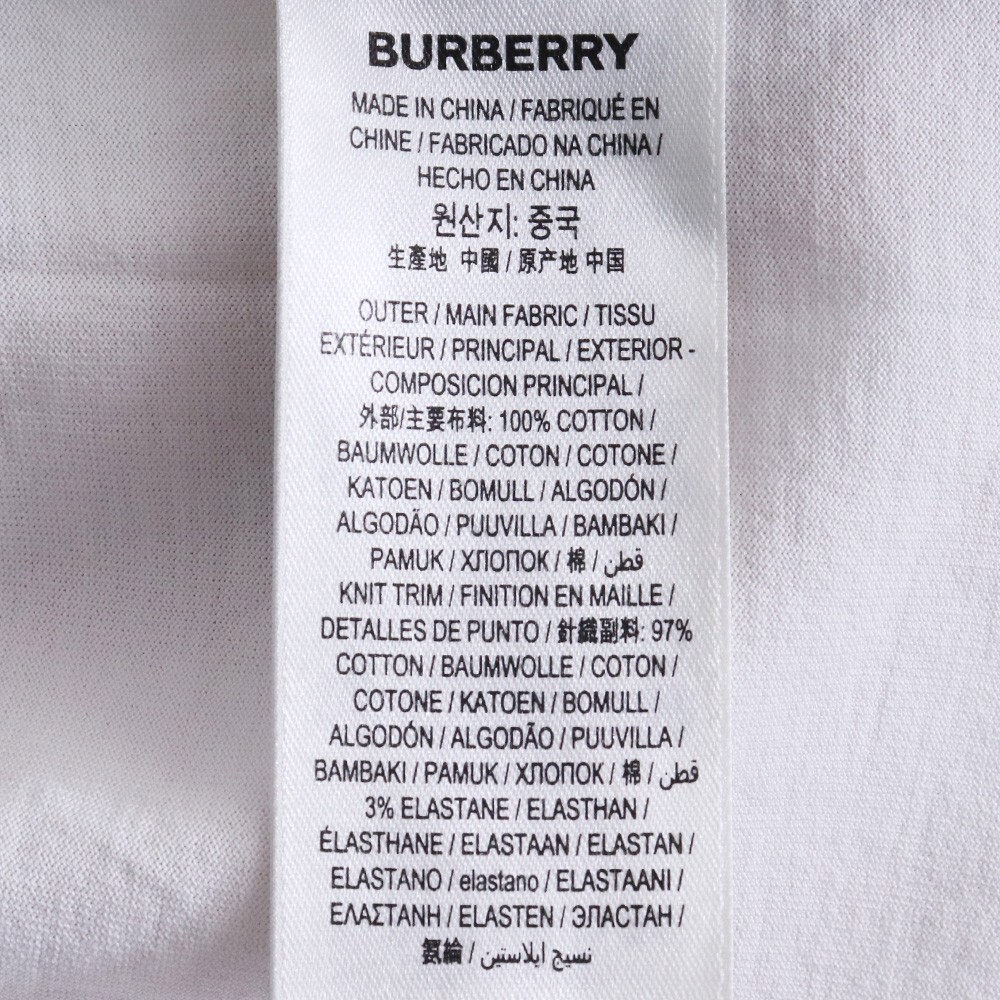 BURBERRY
MADE IN CHINA / FABRIQUÉ EN
CHINE / FABRICADO NA CHINA /
HECHO EN CHINA
원산지: 중국
生產地 中國 / 原产地 中国
OUTER / MAIN FABRIC / TISSU
EXTÉRIEUR / PRINCIPAL / EXTERIOR -
COMPOSICION PRINCIPAL /
外部/主要布料: 100% COTTON /
BAUMWOLLE / COTON / COTONE /
KATOEN / BOMULL / ALGODÓN /
ALGODÃO / PUUVILLA / BAMBAKI /
PAMUK / ХЛОПОК / 棉 / قطن
KNIT TRIM / FINITION EN MAILLE /
DETALLES DE PUNTO / 針織副料: 97%
COTTON / BAUMWOLLE / COTON /
COTONE / KATOEN / BOMULL /
ALGODÓN / ALGODÃO / PUUVILLA /
BAMBAKI / PAMUK / ХЛОПОК / 棉 / قطن
3% ELASTANE / ELASTHAN /
ÉLASTHANE / ELASTAAN / ELASTAN /
ELASTANO / elastano / ELASTAANI /
ΕΛΑΣΤΑΝΗ / ELASTEN / ЭЛАСТАН /
氨綸 / نسيج ايلاستين